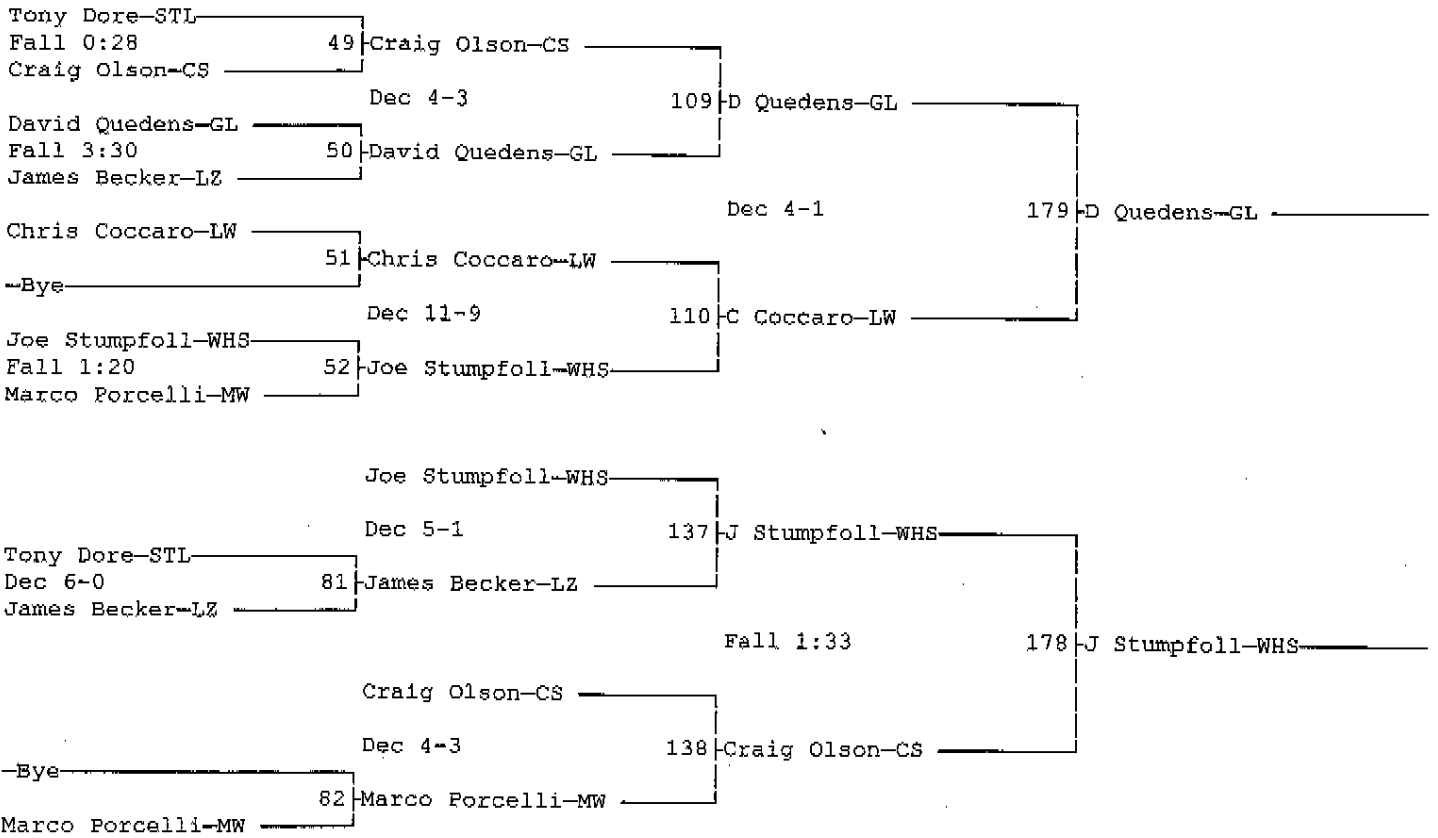 Tony Dore—STL
Fall 0:28 49 Craig Olson—CS
Craig Olson—CS
Dec 4-3 109 D Quedens—GL
David Quedens—GL
Fall 3:30 50 David Quedens—GL
James Becker—LZ
Dec 4-1 179 D Quedens—GL
Chris Coccaro—LW
51 Chris Coccaro—LW
—Bye
Dec 11-9 110 C Coccaro—LW
Joe Stumpfoll—WHS
Fall 1:20 52 Joe Stumpfoll—WHS
Marco Porcelli—MW
Joe Stumpfoll—WHS
Dec 5-1 137 J Stumpfoll—WHS
Tony Dore—STL
Dec 6-0 81 James Becker—LZ
James Becker—LZ
Fall 1:33 178 J Stumpfoll—WHS
Craig Olson—CS
Dec 4-3 138 Craig Olson—CS
—Bye
82 Marco Porcelli—MW
Marco Porcelli—MW